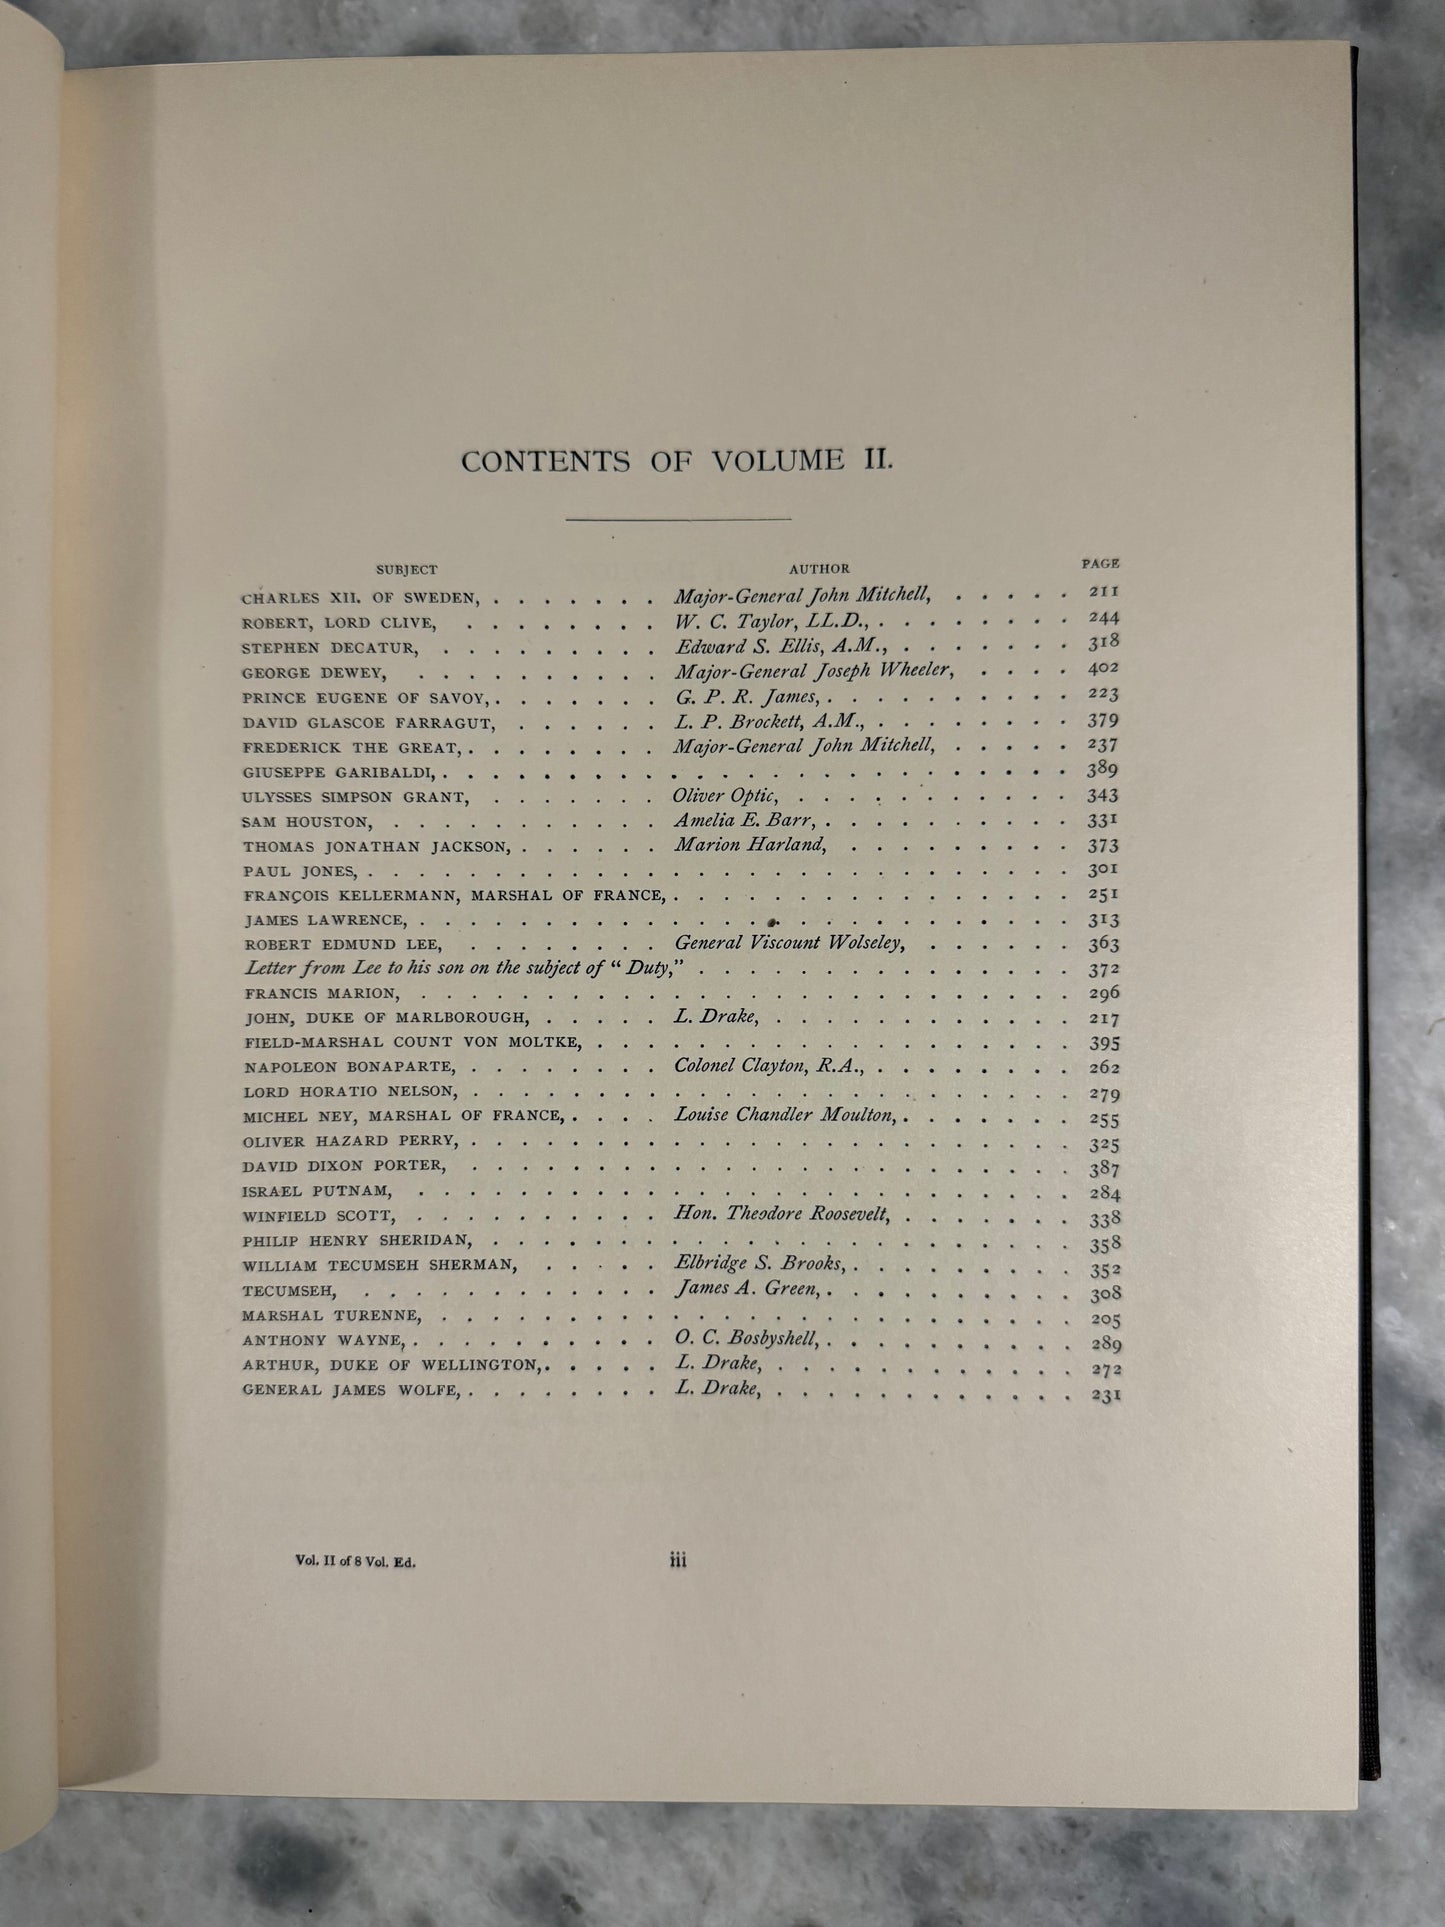 CONTENTS OF VOLUME II.
SUBJECT AUTHOR PAGE
CHARLES XII. OF SWEDEN, . . . . . . . Major-General John Mitchell, . . . . . 211
ROBERT, LORD CLIVE, . . . . . . . . W. C. Taylor, LL.D., . . . . . . . . 244
STEPHEN DECATUR, . . . . . . . . . Edward S. Ellis, A.M., . . . . . . . 318
GEORGE DEWEY, . . . . . . . . . . Major-General Joseph Wheeler, . . . . 402
PRINCE EUGENE OF SAVOY, . . . . . . . G. P. R. James, . . . . . . . . . . 223
DAVID GLASCOE FARRAGUT, . . . . . . L. P. Brockett, A.M., . . . . . . . . 379
FREDERICK THE GREAT, . . . . . . . . Major-General John Mitchell, . . . . . 237
GIUSEPPE GARIBALDI, . . . . . . . . . . . . . . . . . . . . . . . . . 389
ULYSSES SIMPSON GRANT, . . . . . . . Oliver Optic, . . . . . . . . . . . 343
SAM HOUSTON, . . . . . . . . . . . Amelia E. Barr, . . . . . . . . . . 331
THOMAS JONATHAN JACKSON, . . . . . . Marion Harland, . . . . . . . . . 373
PAUL JONES, . . . . . . . . . . . . . . . . . . . . . . . . . . . . 301
FRANÇOIS KELLERMANN, MARSHAL OF FRANCE, . . . . . . . . . . . . . . . . 251
JAMES LAWRENCE, . . . . . . . . . . . . . . . . . . . . . . . . . . 313
ROBERT EDMUND LEE, . . . . . . . . General Viscount Wolseley, . . . . . . 363
Letter from Lee to his son on the subject of “Duty,” . . . . . . . . . . . . . . . 372
FRANCIS MARION, . . . . . . . . . . . . . . . . . . . . . . . . . . 296
JOHN, DUKE OF MARLBOROUGH, . . . . . L. Drake, . . . . . . . . . . . . 217
FIELD-MARSHAL COUNT VON MOLTKE, . . . . . . . . . . . . . . . . . . . 395
NAPOLEON BONAPARTE, . . . . . . . . Colonel Clayton, R.A., . . . . . . . . 262
LORD HORATIO NELSON, . . . . . . . . . . . . . . . . . . . . . . . . 279
MICHEL NEY, MARSHAL OF FRANCE, . . . . Louise Chandler Moulton, . . . . . . . 255
OLIVER HAZARD PERRY, . . . . . . . . . . . . . . . . . . . . . . . . 325
DAVID DIXON PORTER, . . . . . . . . . . . . . . . . . . . . . . . . 387
ISRAEL PUTNAM, . . . . . . . . . . . . . . . . . . . . . . . . . . 284
WINFIELD SCOTT, . . . . . . . . . . Hon. Theodore Roosevelt, . . . . . . . 338
PHILIP HENRY SHERIDAN, . . . . . . . . . . . . . . . . . . . . . . . 358
WILLIAM TECUMSEH SHERMAN, . . . . . Elbridge S. Brooks, . . . . . . . . . 352
TECUMSEH, . . . . . . . . . . . . James A. Green, . . . . . . . . . . 308
MARSHAL TURENNE, . . . . . . . . . . . . . . . . . . . . . . . . . 205
ANTHONY WAYNE, . . . . . . . . . . O. C. Bosbyshell, . . . . . . . . . . 289
ARTHUR, DUKE OF WELLINGTON, . . . . . L. Drake, . . . . . . . . . . . . 272
GENERAL JAMES WOLFE, . . . . . . . . L. Drake, . . . . . . . . . . . . 231
Vol. II of 8 Vol. Ed. iii